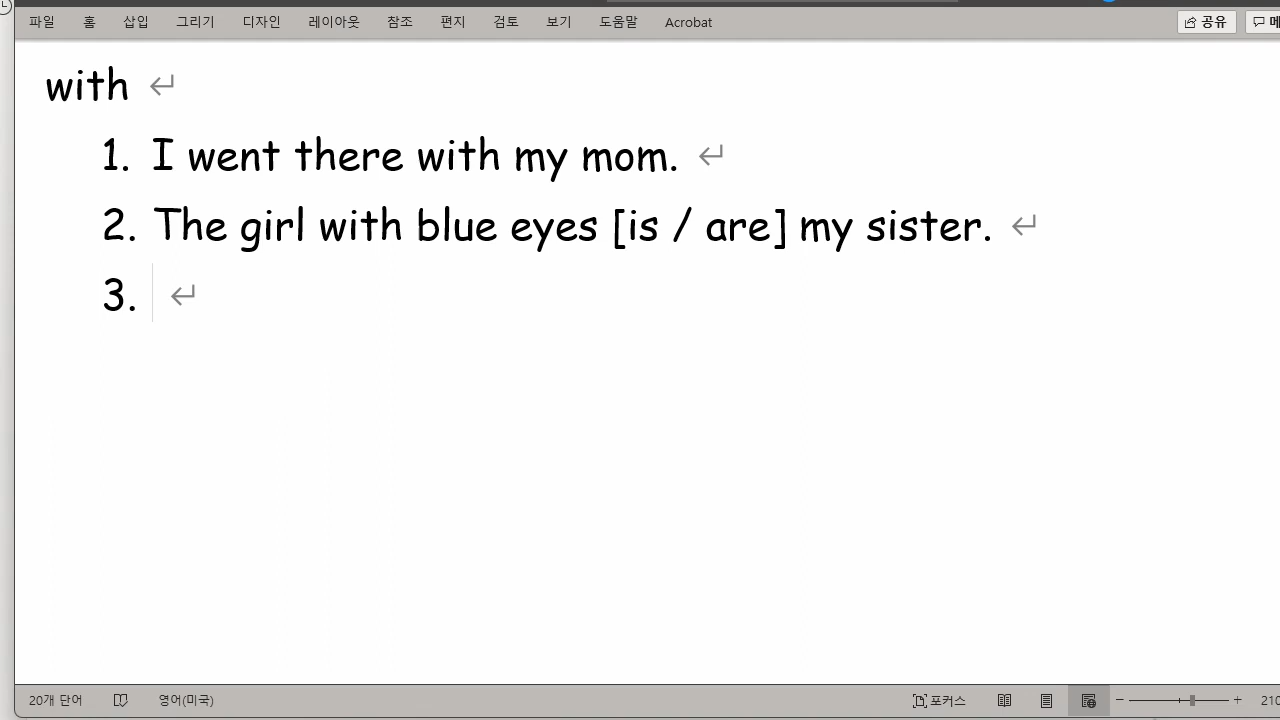 파일 홈 삽입 그리기 디자인 레이아웃 참조 편지 검토 보기 도움말 Acrobat 공유
with
1. I went there with my mom.
2. The girl with blue eyes [is / are] my sister.
3.
20개 단어 영어(미국) 포커스 210